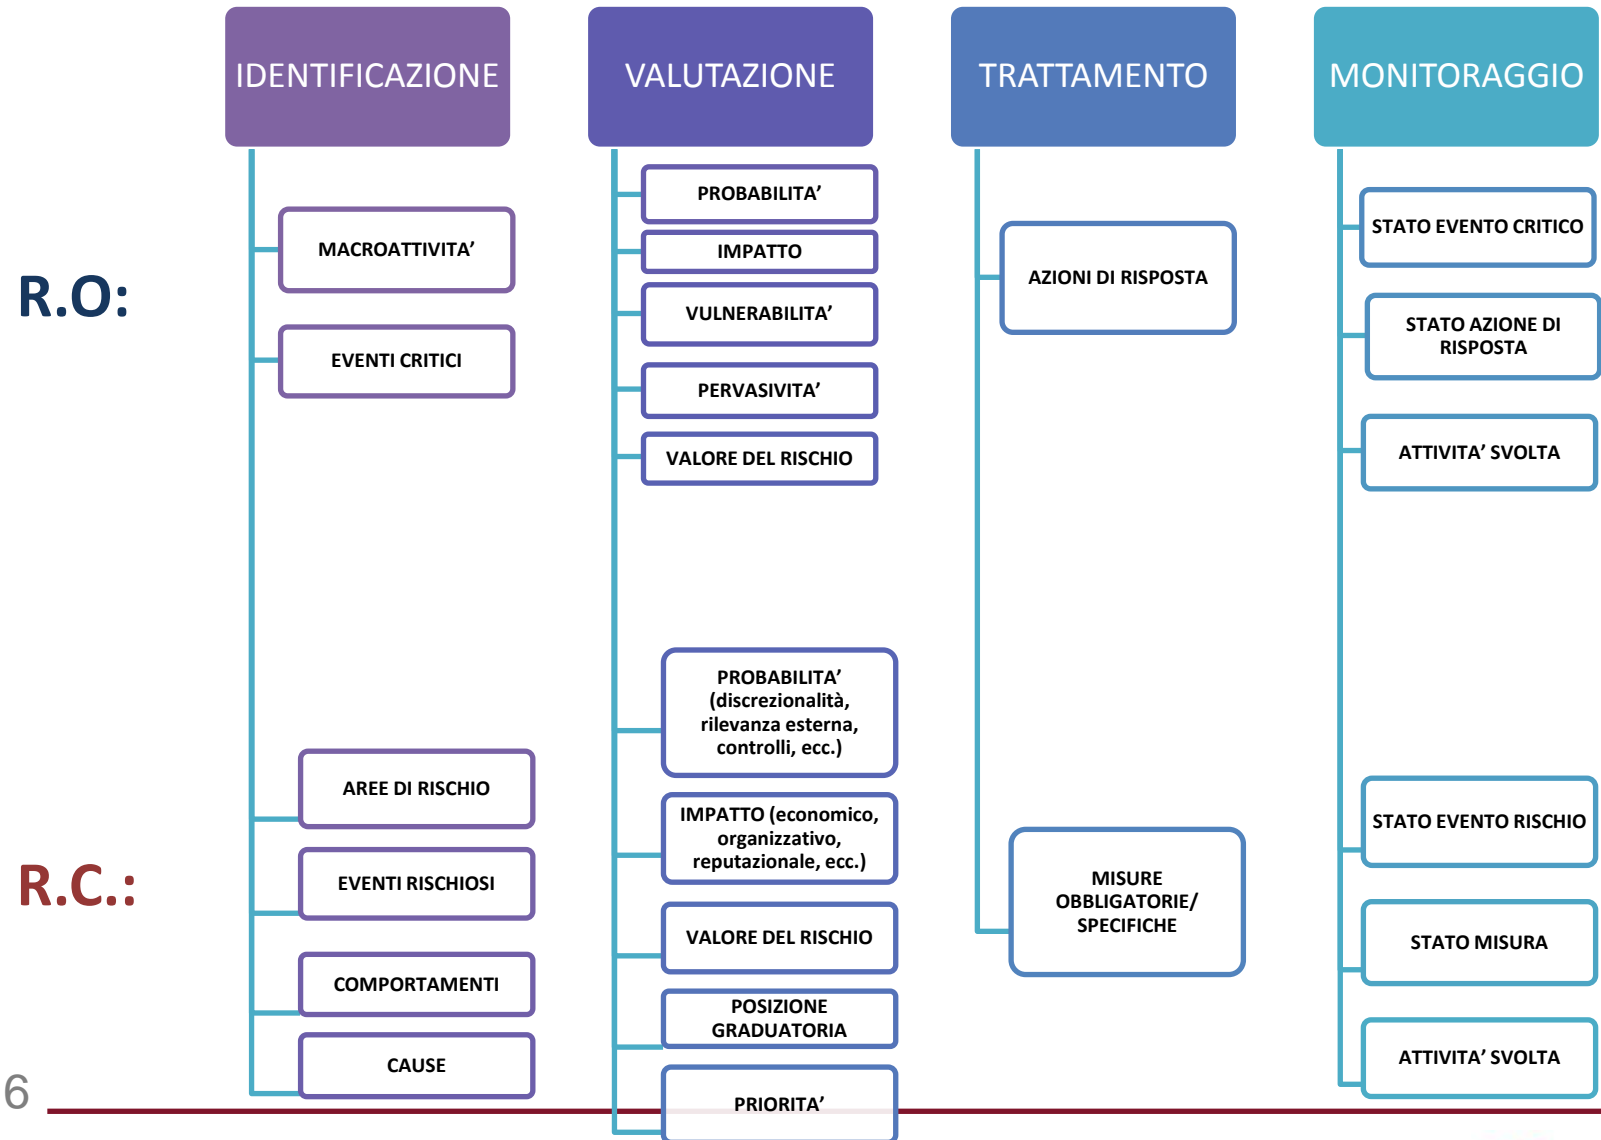 IDENTIFICAZIONE
VALUTAZIONE
TRATTAMENTO
MONITORAGGIO
R.O:
MACROATTIVITA’
EVENTI CRITICI
PROBABILITA’
IMPATTO
VULNERABILITA’
PERVASIVITA’
VALORE DEL RISCHIO
AZIONI DI RISPOSTA
STATO EVENTO CRITICO
STATO AZIONE DI
RISPOSTA
ATTIVITA’ SVOLTA
R.C.:
AREE DI RISCHIO
EVENTI RISCHIOSI
COMPORTAMENTI
CAUSE
PROBABILITA’
(discrezionalità,
rilevanza esterna,
controlli, ecc.)
IMPATTO (economico,
organizzativo,
reputazionale, ecc.)
VALORE DEL RISCHIO
POSIZIONE
GRADUATORIA
PRIORITA’
MISURE
OBBLIGATORIE/
SPECIFICHE
STATO EVENTO RISCHIO
STATO MISURA
ATTIVITA’ SVOLTA
6